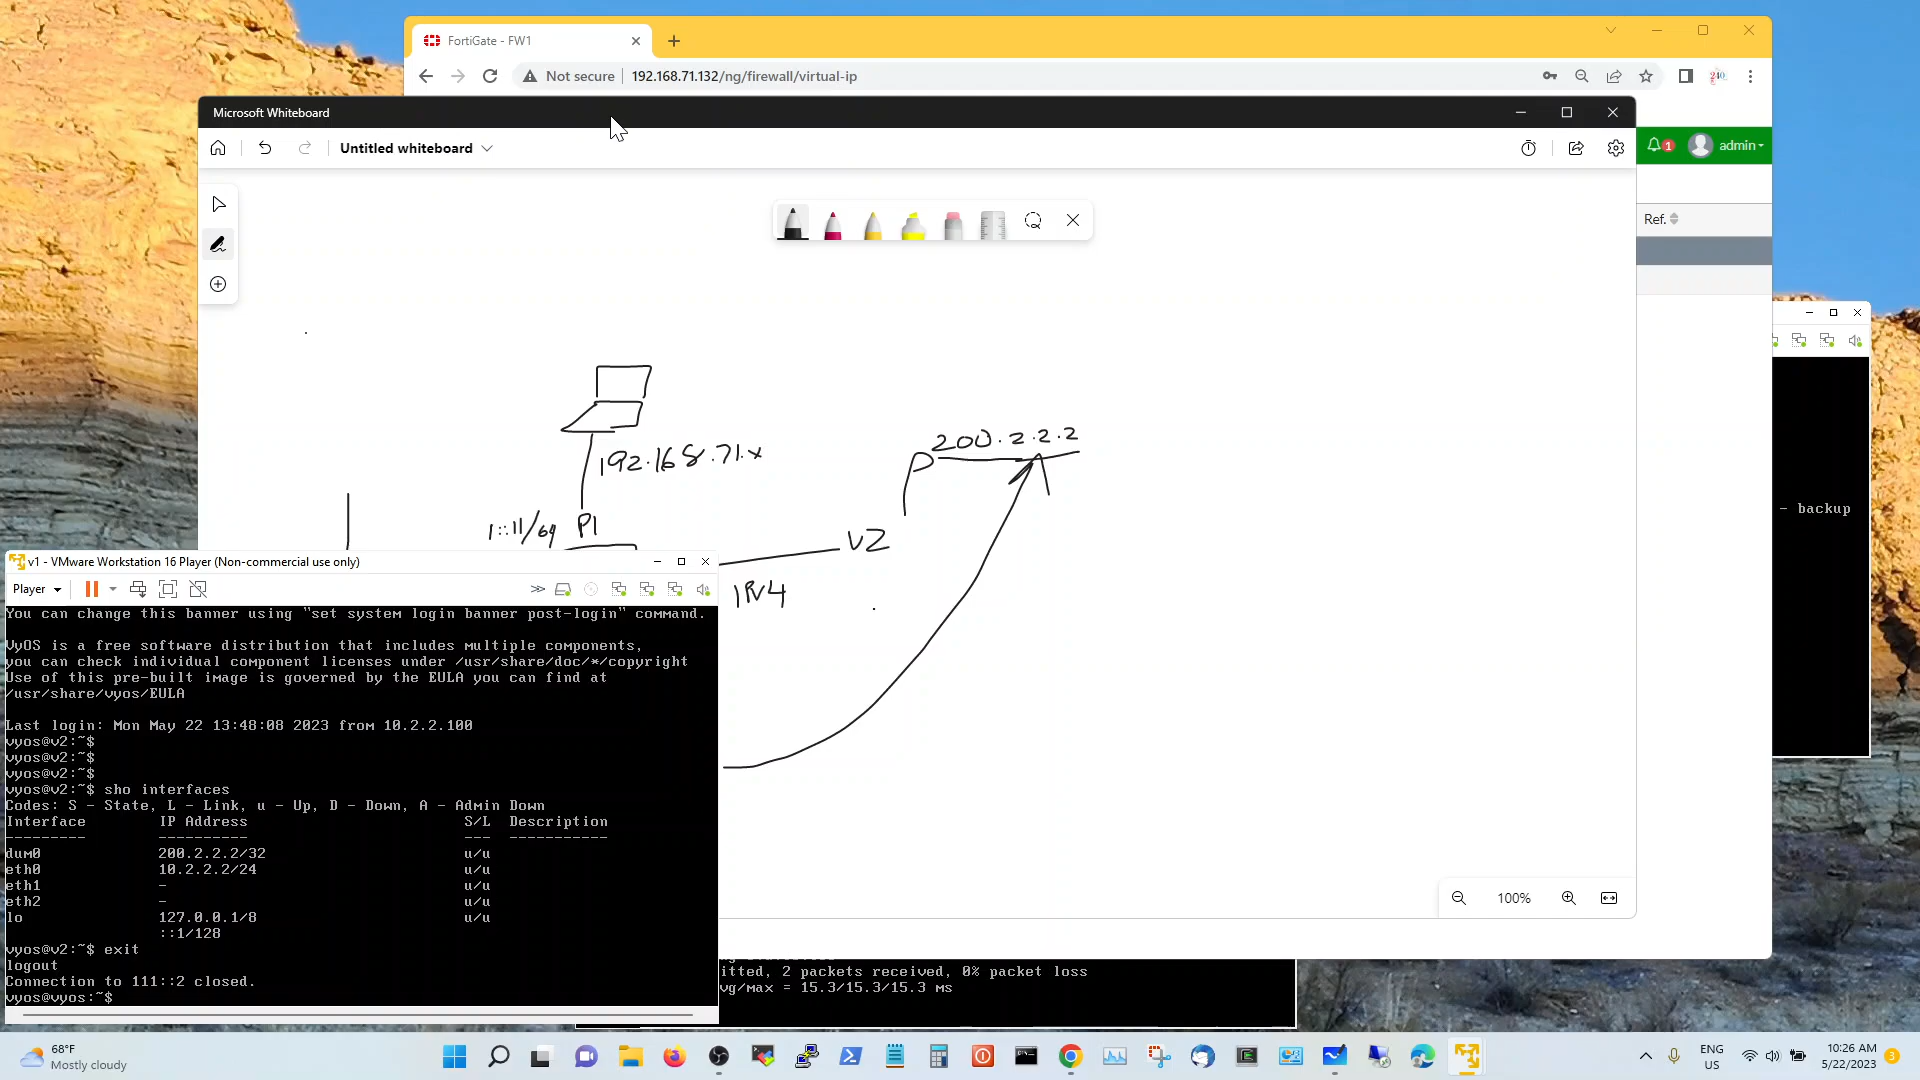 FortiGate - FW1
Not secure
192.168.71.132/ng/firewall/virtual-ip
Microsoft Whiteboard
Untitled whiteboard
1
admin
Ref.
200.2.2.2
192.168.71.x
1::11/64 P1
V2
IPv4
- backup
v1 - VMware Workstation 16 Player (Non-commercial use only)
Player
You can change this banner using "set system login banner post-login" command.
VyOS is a free software distribution that includes multiple components,
you can check individual component licenses under /usr/share/doc/*/copyright
Use of this pre-built image is governed by the EULA you can find at
/usr/share/vyos/EULA
Last login: Mon May 22 13:48:08 2023 from 10.2.2.100
vyos@v2:~$
vyos@v2:~$
vyos@v2:~$
vyos@v2:~$ sho interfaces
Codes: S - State, L - Link, u - Up, D - Down, A - Admin Down
Interface IP Address S/L Description
--------- ---------- --- -----------
dum0 200.2.2.2/32 u/u
eth0 10.2.2.2/24 u/u
eth1 - u/u
eth2 - u/u
lo 127.0.0.1/8 u/u
::1/128
vyos@v2:~$ exit
logout
Connection to 111::2 closed.
vyos@vyos:~$
100%
itted, 2 packets received, 0% packet loss
vg/max = 15.3/15.3/15.3 ms
68°F
Mostly cloudy
ENG
US
10:26 AM
5/22/2023
3